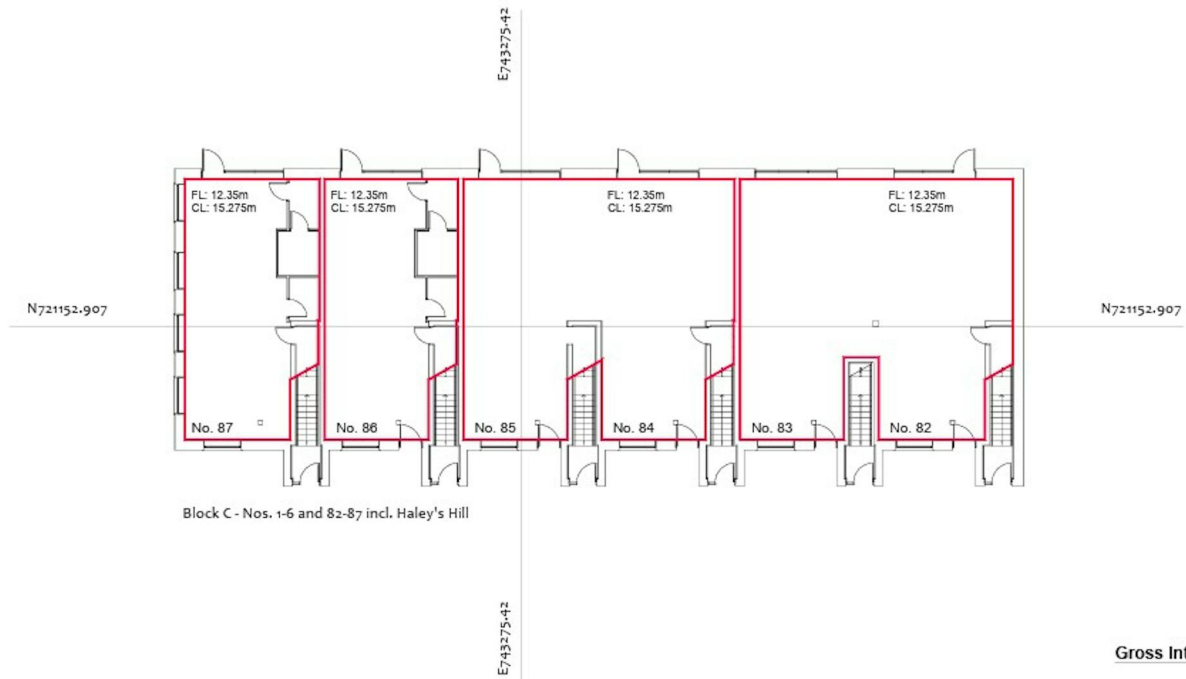 E743275.42
FL: 12.35m
CL: 15.275m
FL: 12.35m
CL: 15.275m
FL: 12.35m
CL: 15.275m
FL: 12.35m
CL: 15.275m
N721152.907
N721152.907
No. 87
No. 86
No. 85
No. 84
No. 83
No. 82
Block C - Nos. 1-6 and 82-87 incl. Haley's Hill
E743275.42
Gross Int